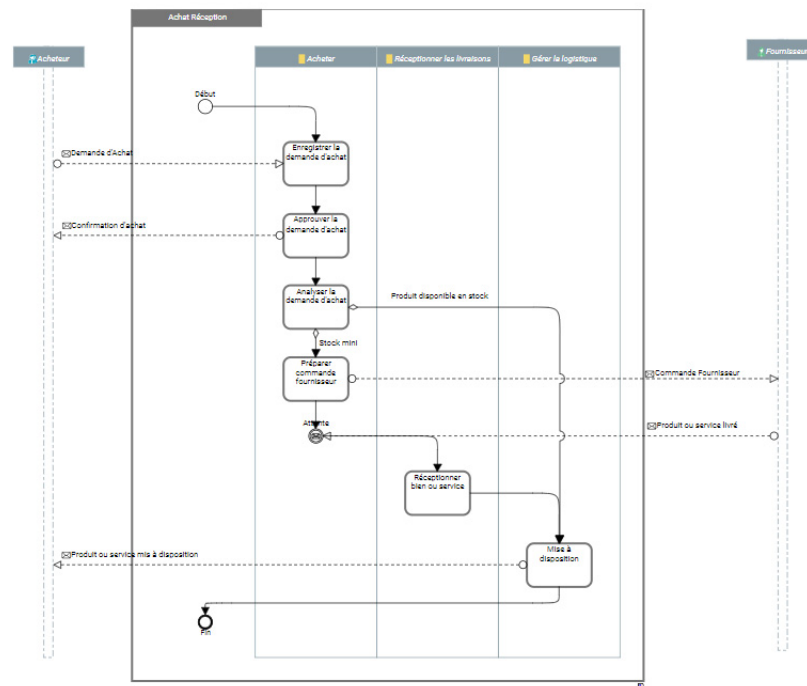 Achat Réception
Acheteur
Acheter
Réceptionner les livraisons
Gérer la logistique
Fournisseur
Début
Enregistrer la
demande d'achat
Demande d'Achat
Approuver la
demande d'achat
Confirmation d'achat
Analyser la
demande d'achat
Produit disponible en stock
Stock mini
Préparer
commande
fournisseur
Commande Fournisseur
Attente
Produit ou service livré
Réceptionner
bien ou service
Mise à
disposition
Produit ou service mis à disposition
Fin